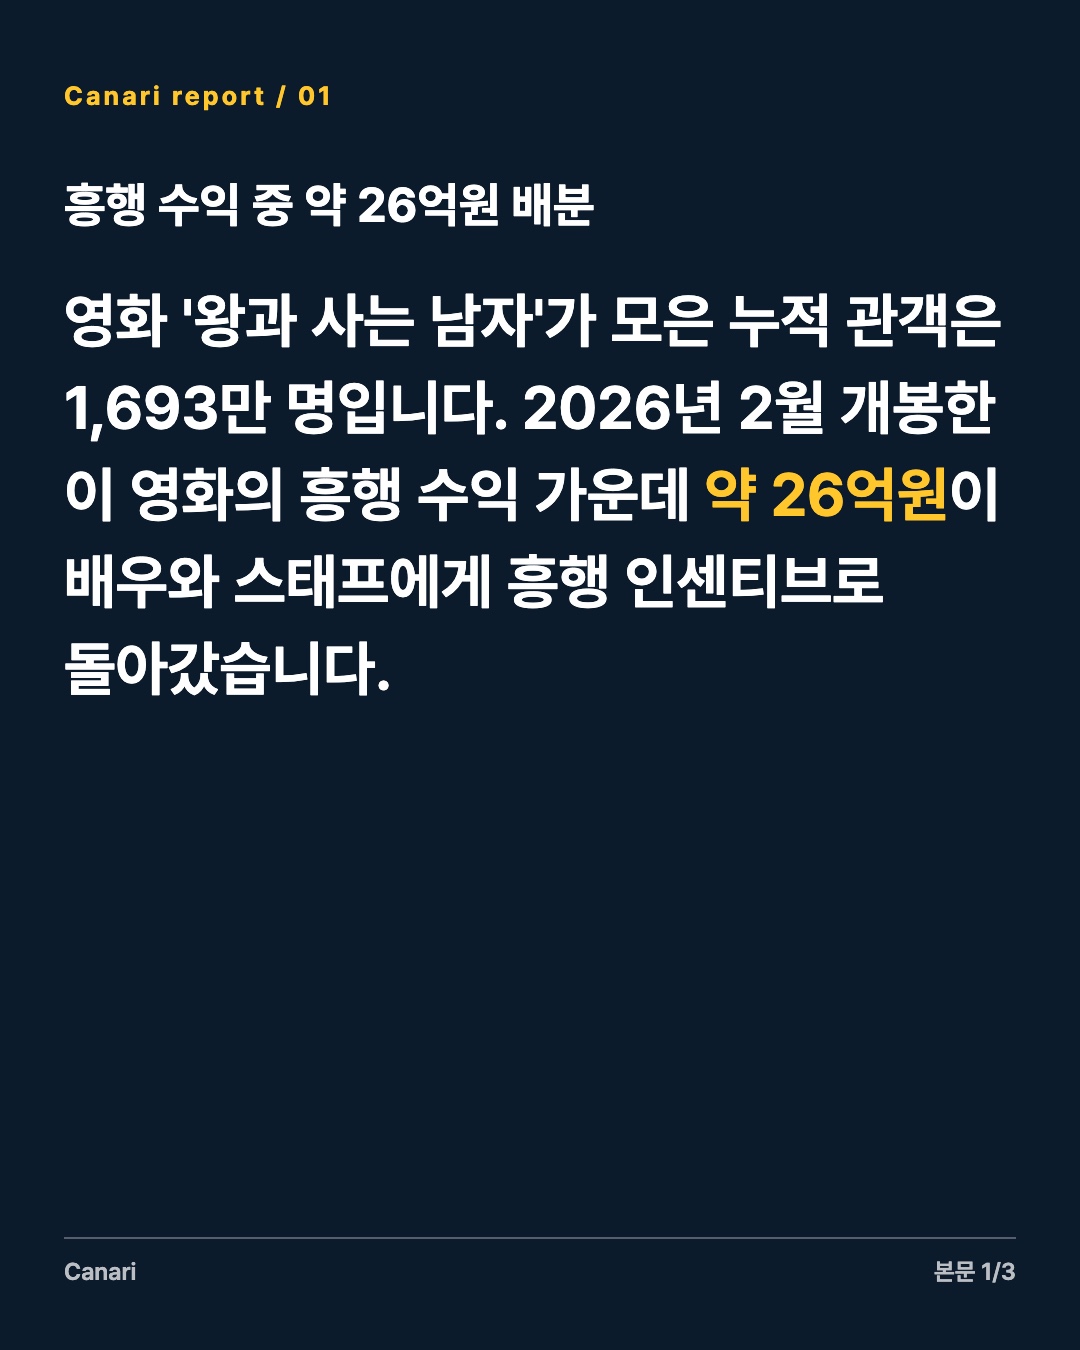 Canari report / 01
흥행 수익 중 약 26억원 배분
영화 '왕과 사는 남자'가 모은 누적 관객은
1,693만 명입니다. 2026년 2월 개봉한
이 영화의 흥행 수익 가운데 약 26억원이
배우와 스태프에게 흥행 인센티브로
돌아갔습니다.
Canari
본문 1/3